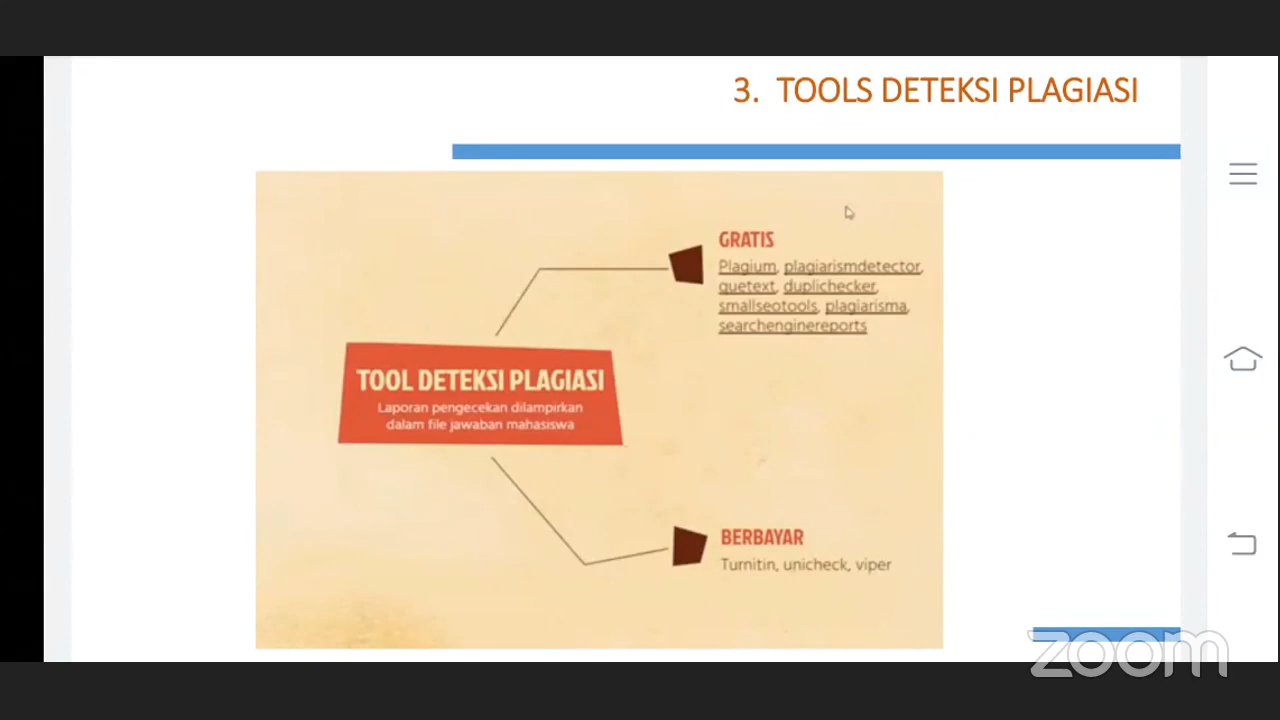 3. TOOLS DETEKSI PLAGIASI
GRATIS
Plagium, plagiarismdetector,
quetext, duplichecker,
smallseotools, plagiarisma,
searchenginereports
TOOL DETEKSI PLAGIASI
Laporan pengecekan dilampirkan
dalam file jawaban mahasiswa
BERBAYAR
Turnitin, unicheck, viper
zoom